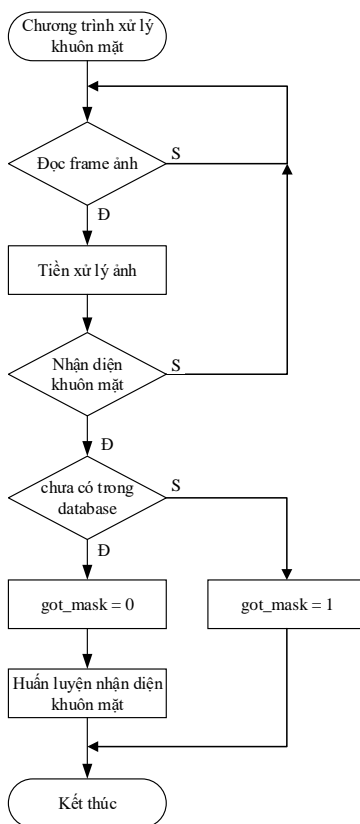 Chương trình xử lý
khuôn mặt
Đọc frame ảnh
S
Đ
Tiền xử lý ảnh
Nhận diện
khuôn mặt
S
Đ
chưa có trong
database
S
Đ
got_mask = 0
got_mask = 1
Huấn luyện nhận diện
khuôn mặt
Kết thúc